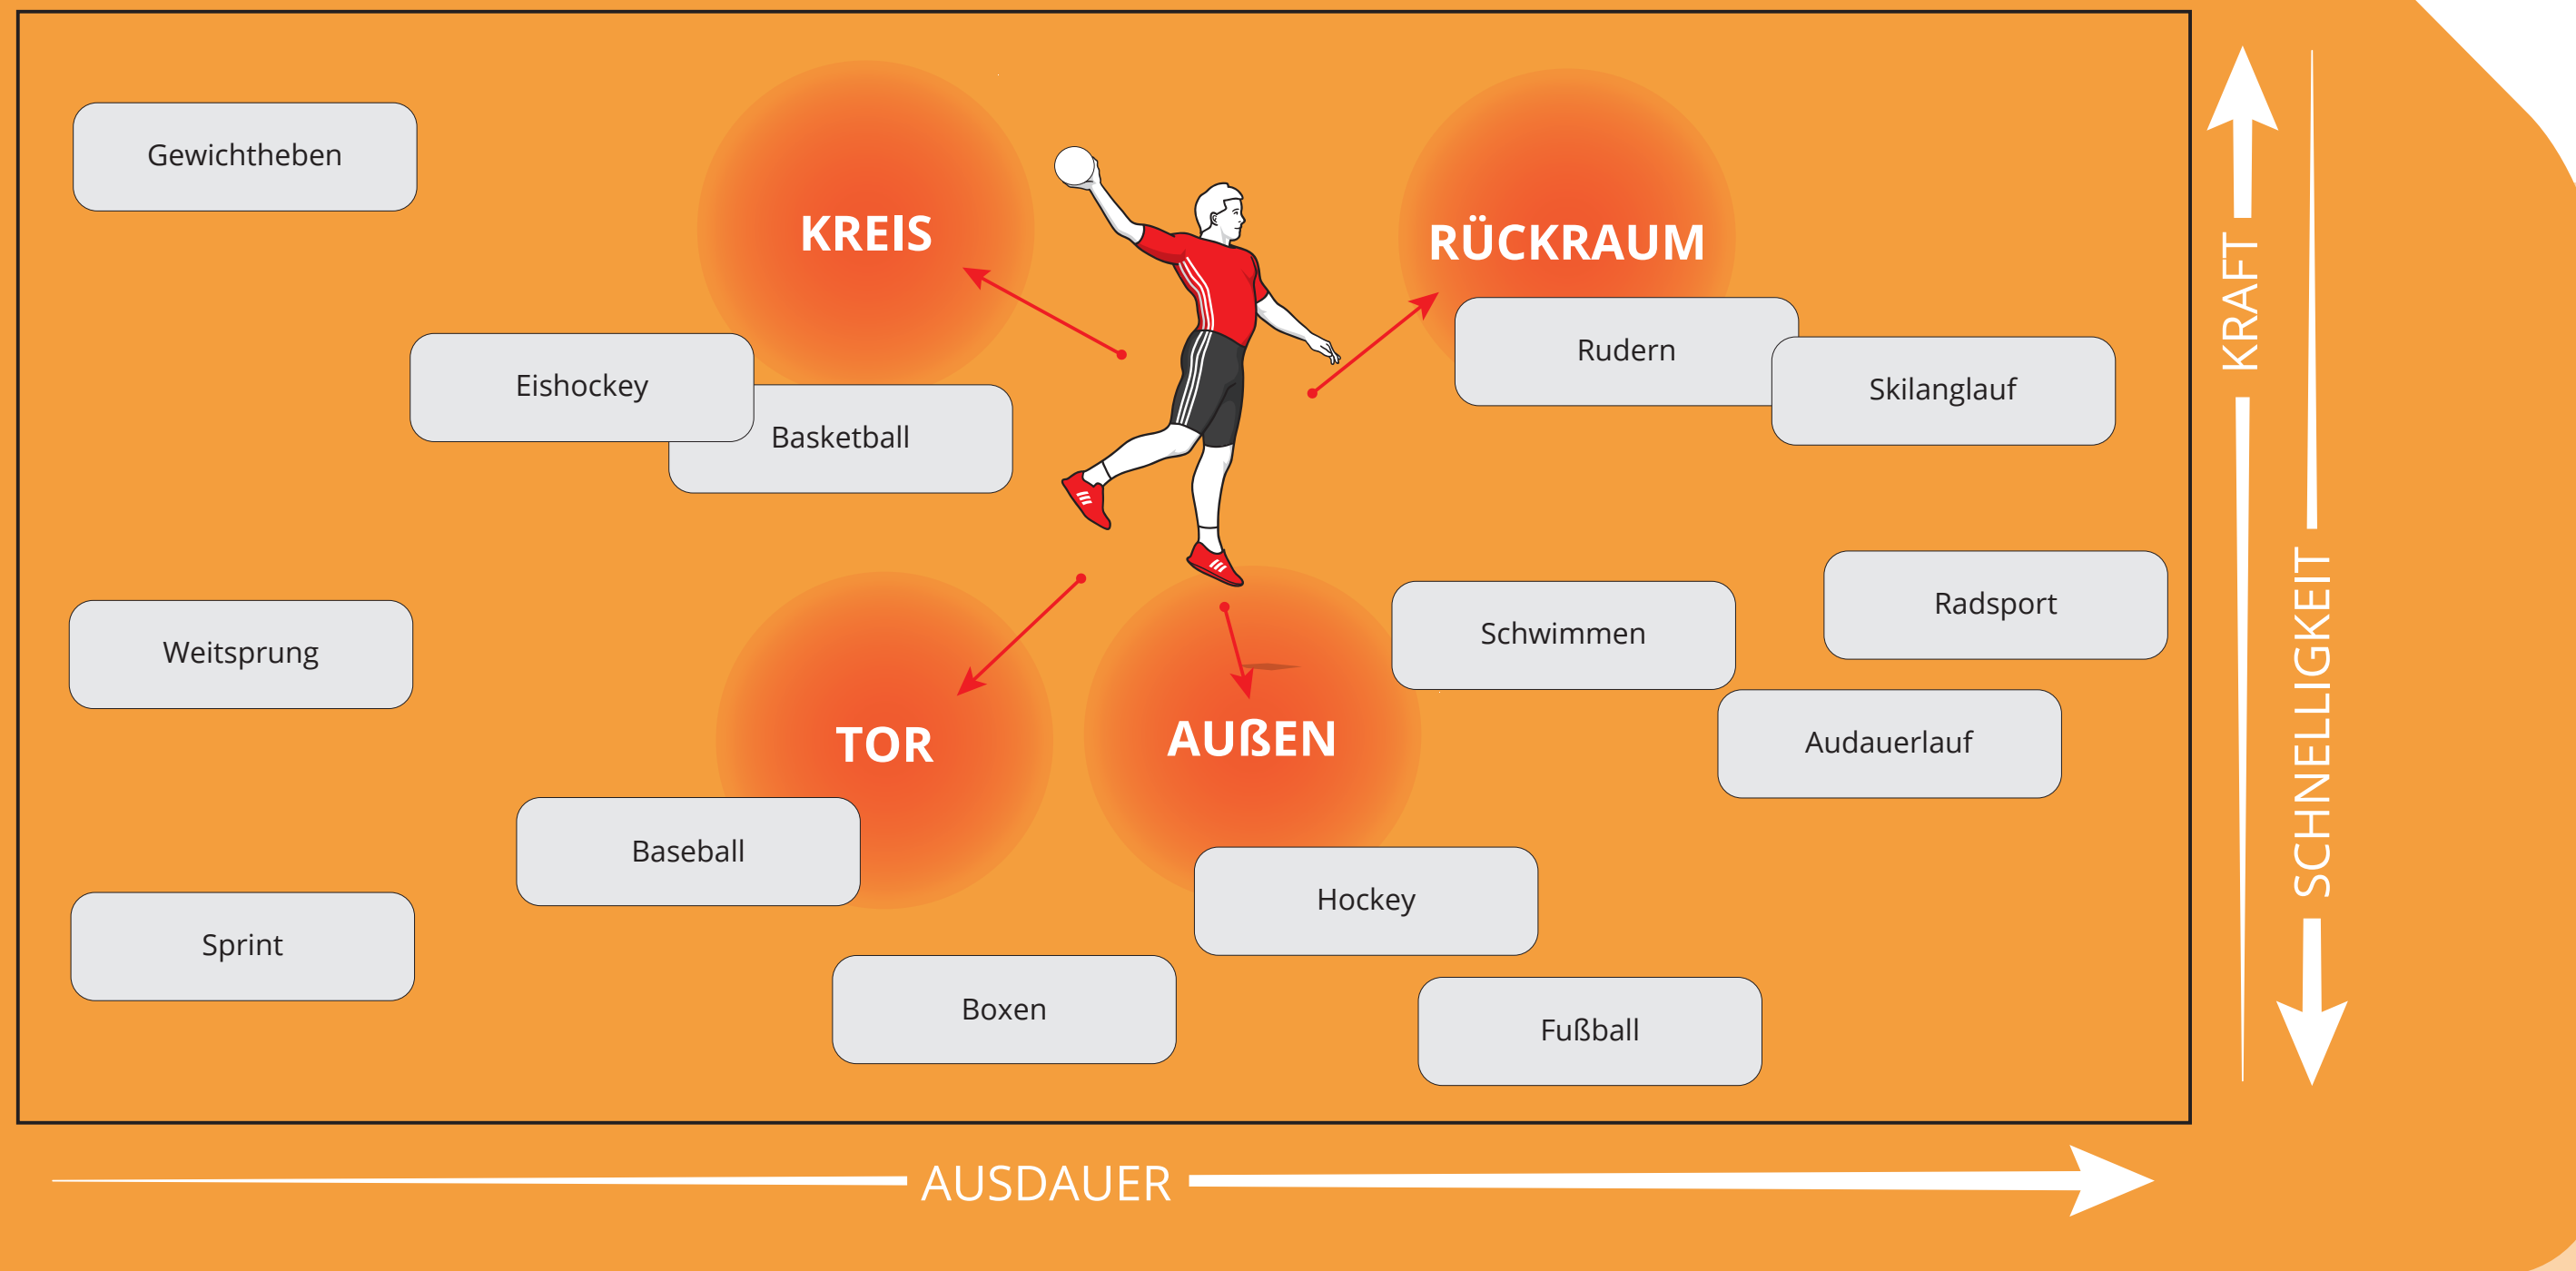 Gewichtheben
KREIS
RÜCKRAUM
Rudern
Skilanglauf
Eishockey
Basketball
KRAFT
SCHNELLIGKEIT
Radsport
Schwimmen
Weitsprung
TOR
AUßEN
Audauerlauf
Baseball
Hockey
Sprint
Boxen
Fußball
AUSDAUER